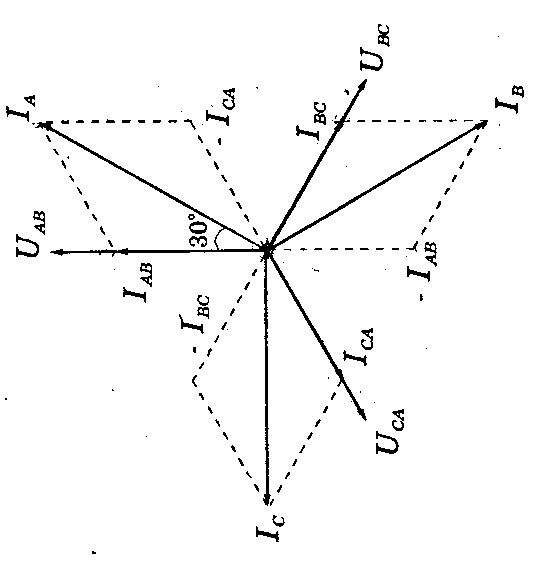 I_A
-I_CA
U_AB
I_AB
30°
-I_BC
U_BC
I_BC
I_B
-I_AB
I_CA
U_CA
I_C